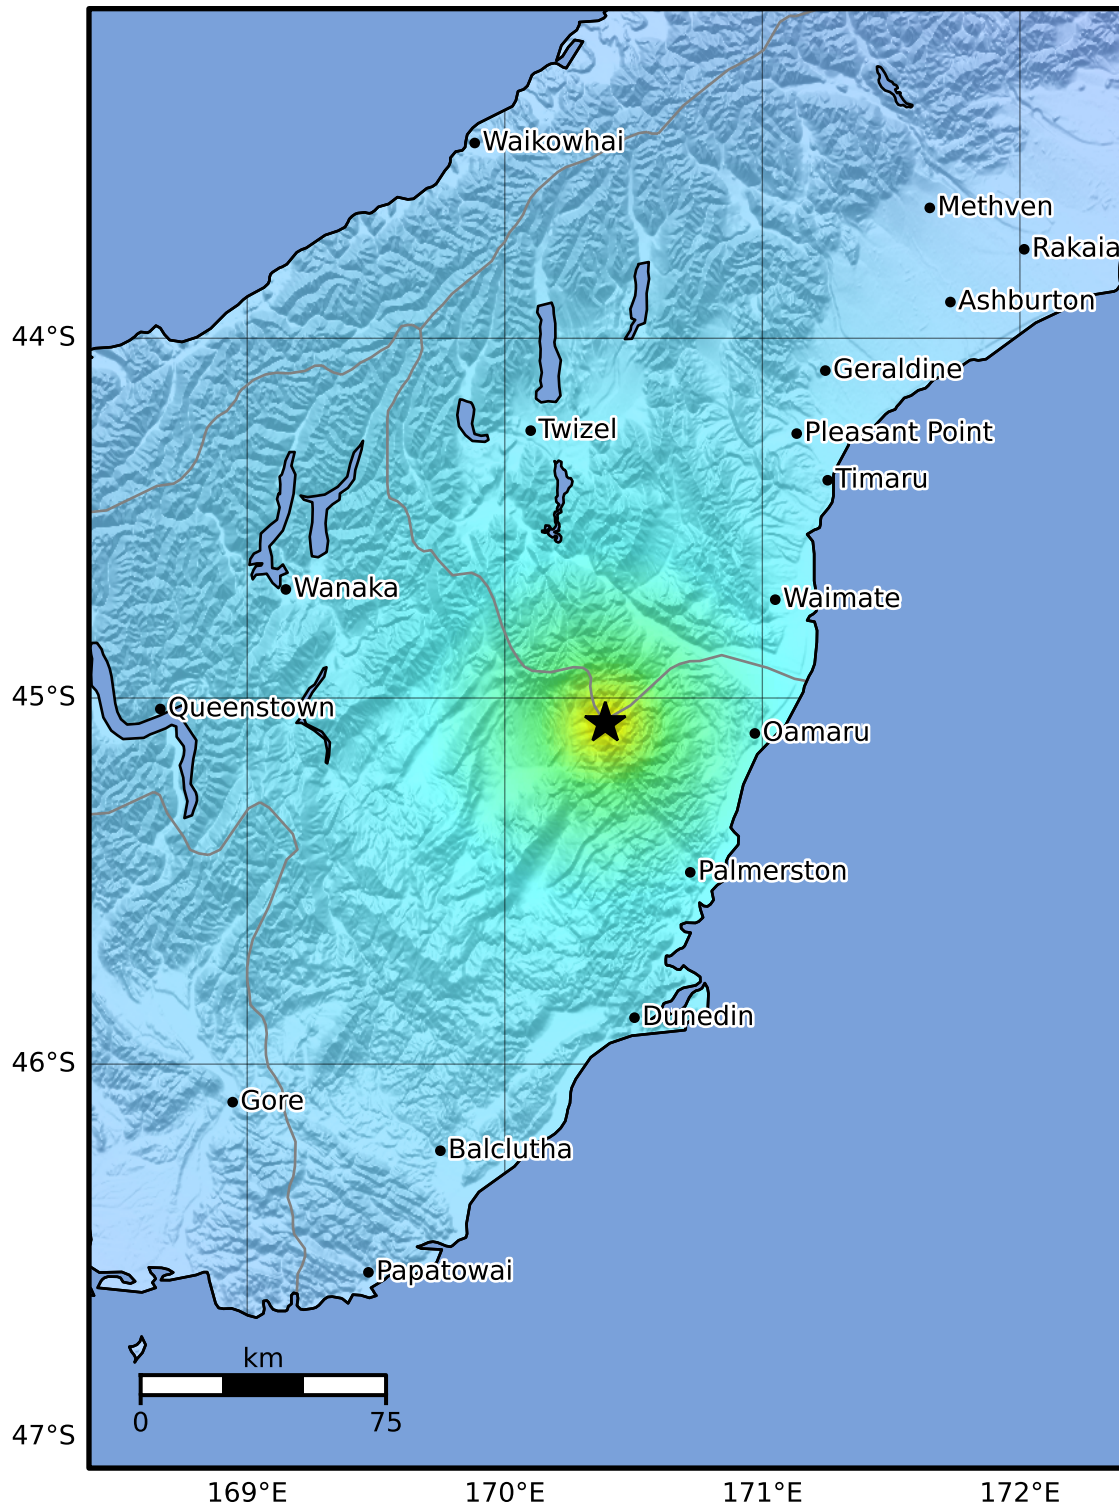 Waikowhai
Methven
Rakaia
Ashburton
44°S
Geraldine
Twizel
Pleasant Point
Timaru
Wanaka
Waimate
45°S
Queenstown
Oamaru
Palmerston
Dunedin
46°S
Gore
Balclutha
Papatowai
km
0
75
47°S
169°E
170°E
171°E
172°E